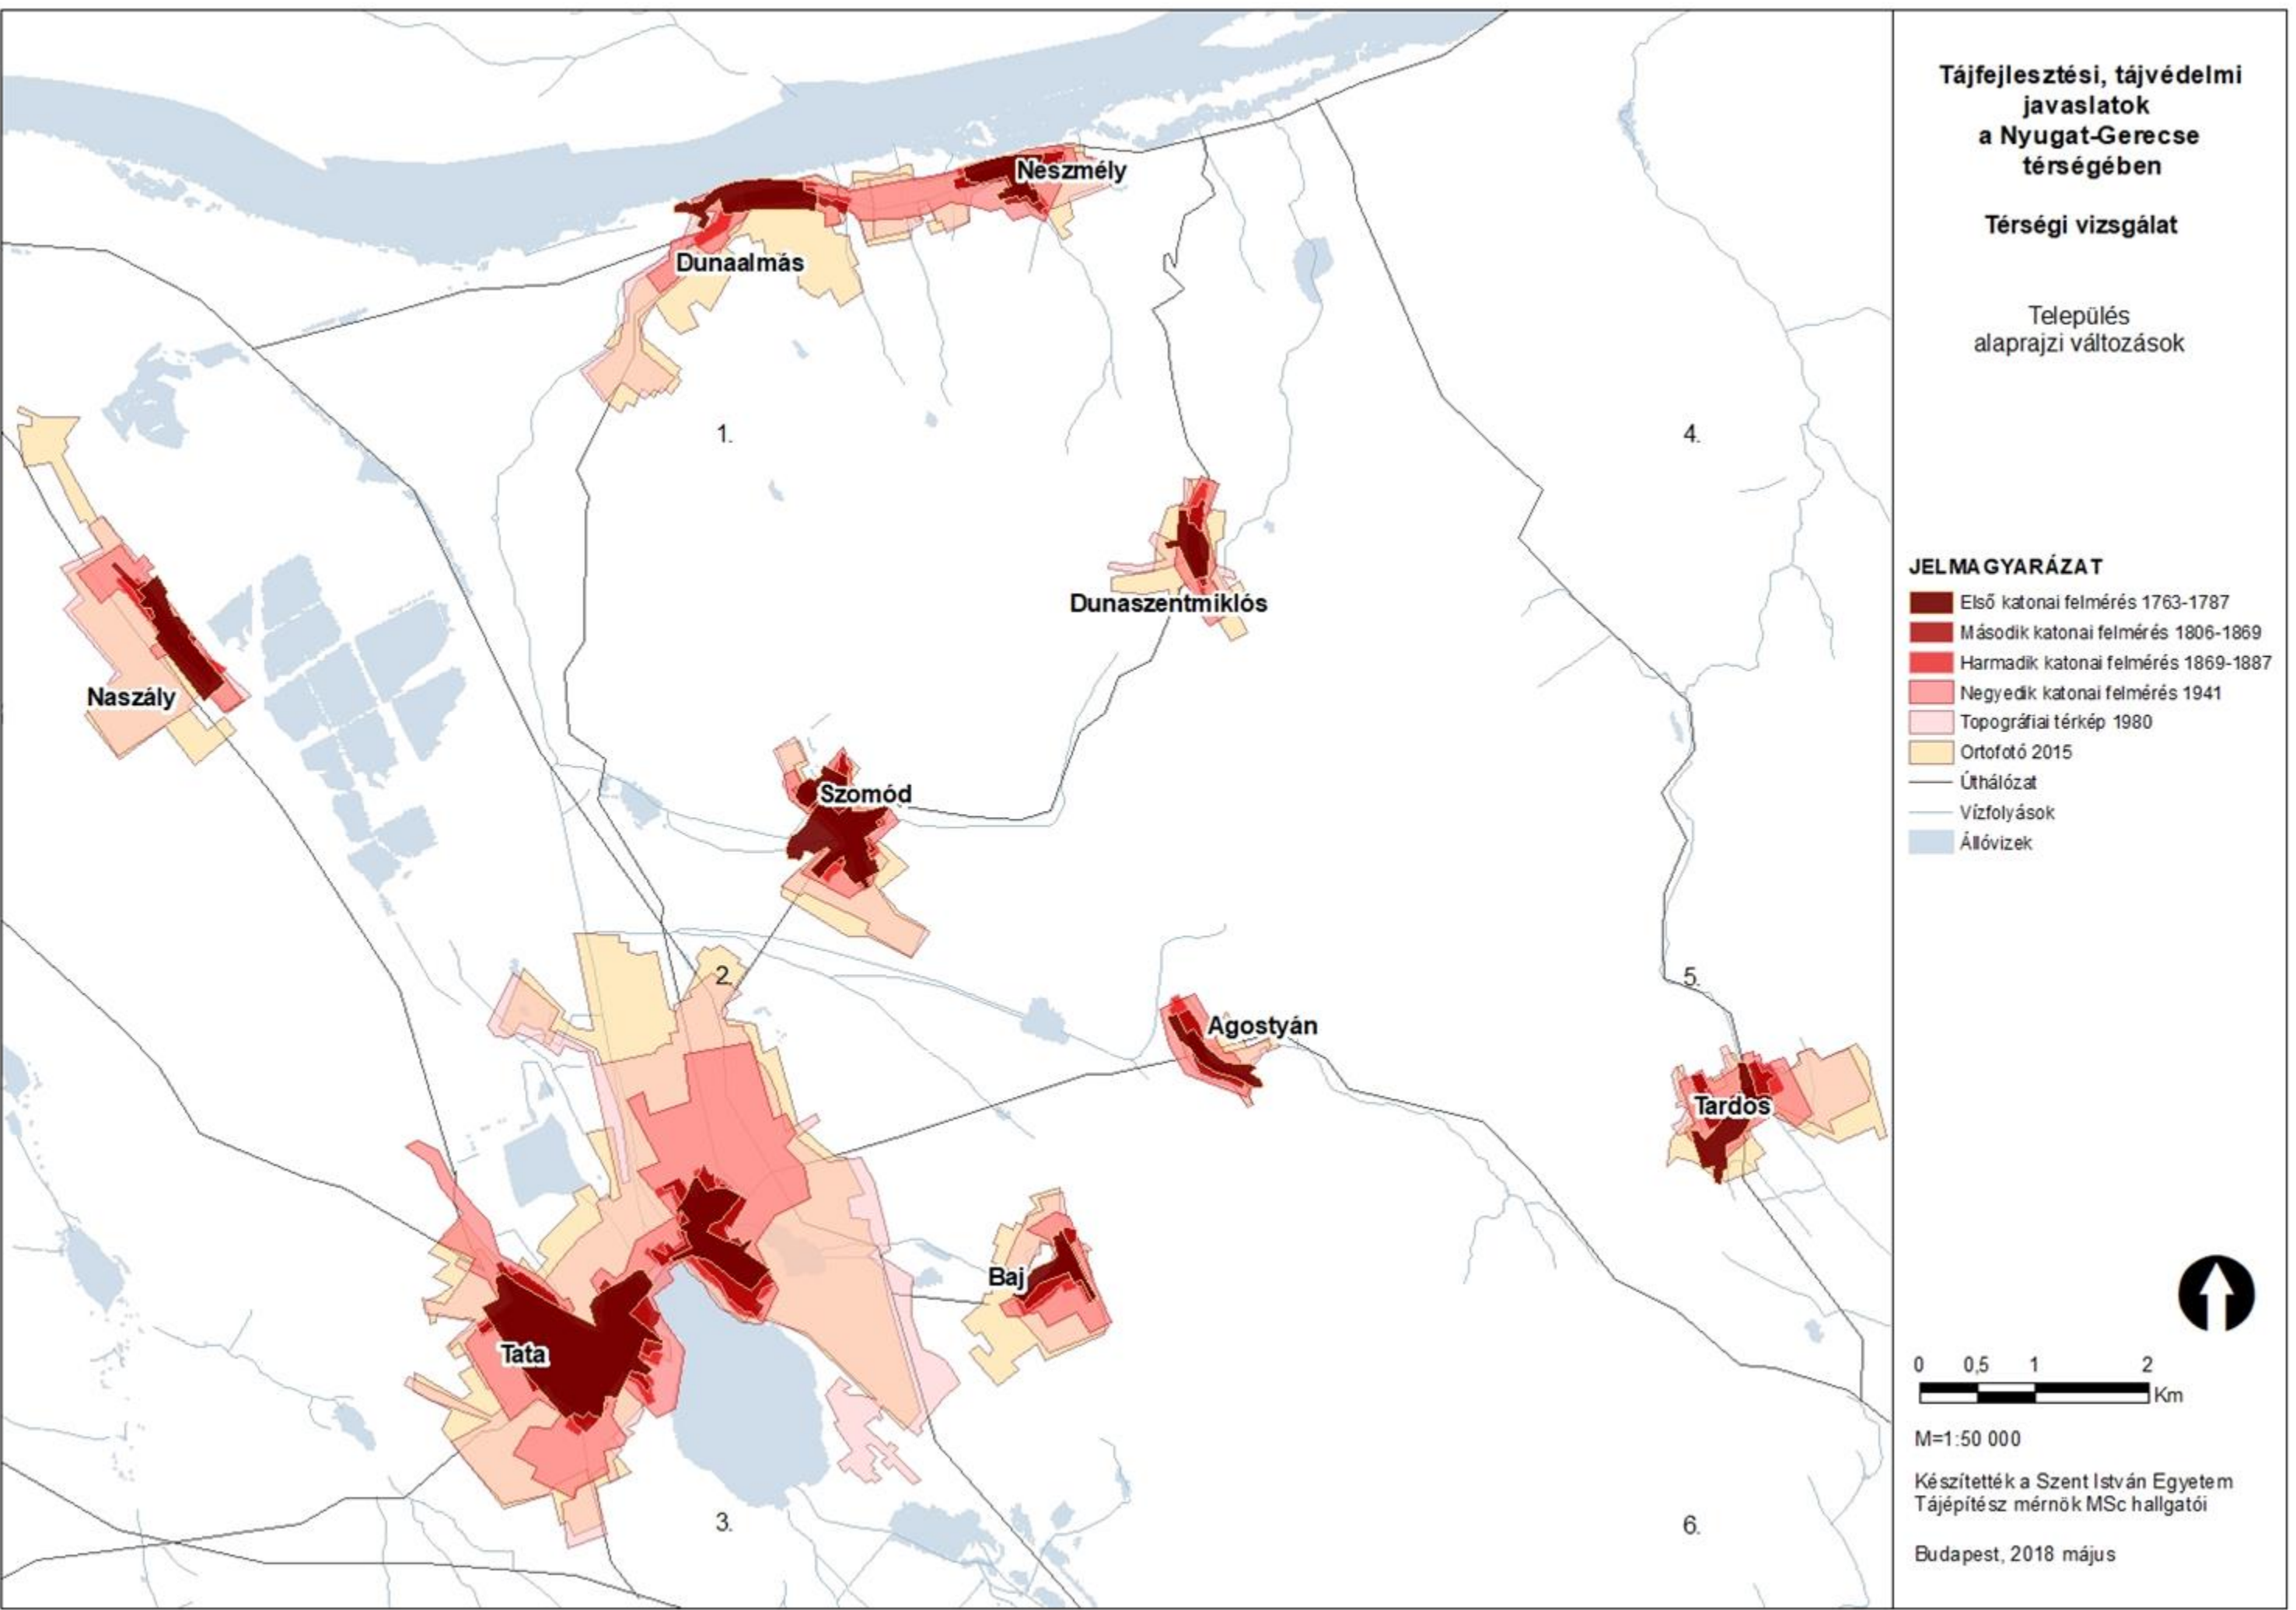 Tájfejlesztési, tájvédelmi
javaslatok
a Nyugat-Gerecse
térségében
Térségi vizsgálat
Település
alaprajzi változások
Neszmély
Dunaalmás
1.
4.
Dunaszentmiklós
Naszály
Szomód
2.
5.
Agostyán
Tardos
Baj
Tata
3.
6.
JELMAGYARÁZAT
Első katonai felmérés 1763-1787
Második katonai felmérés 1806-1869
Harmadik katonai felmérés 1869-1887
Negyedik katonai felmérés 1941
Topográfiai térkép 1980
Ortofotó 2015
Úthálózat
Vízfolyások
Állóvizek
0 0,5 1 2
Km
M=1:50 000
Készítették a Szent István Egyetem
Tájépítész mérnök MSc hallgatói
Budapest, 2018 május